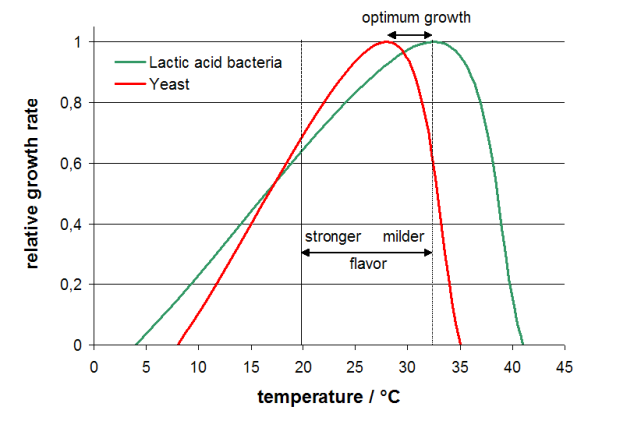 optimum growth
1
Lactic acid bacteria
Yeast
0,8
0,6
0,4
0,2
0
relative growth rate
stronger milder
flavor
0 5 10 15 20 25 30 35 40 45
temperature / °C